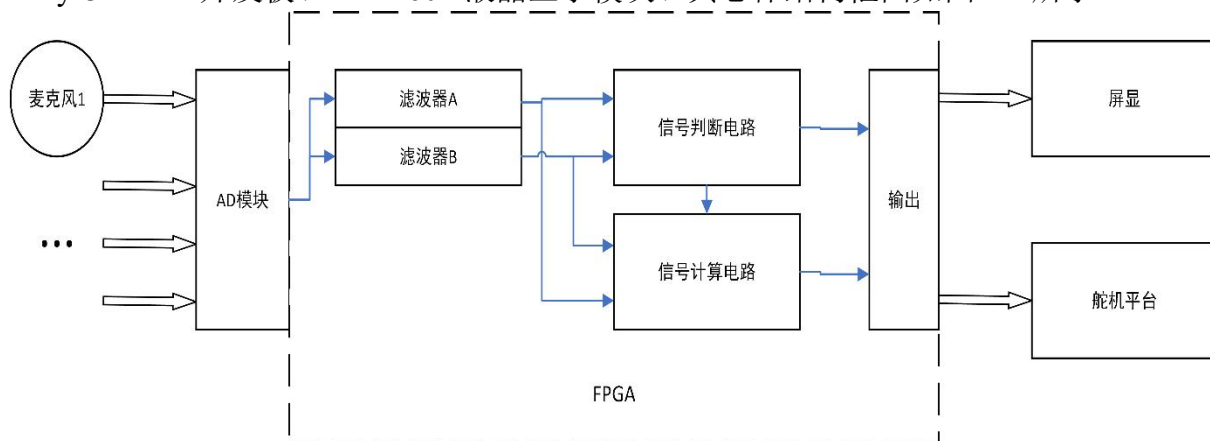 麦克风1
滤波器A
滤波器B
信号判断电路
屏显
AD模块
输出
...
信号计算电路
舵机平台
FPGA